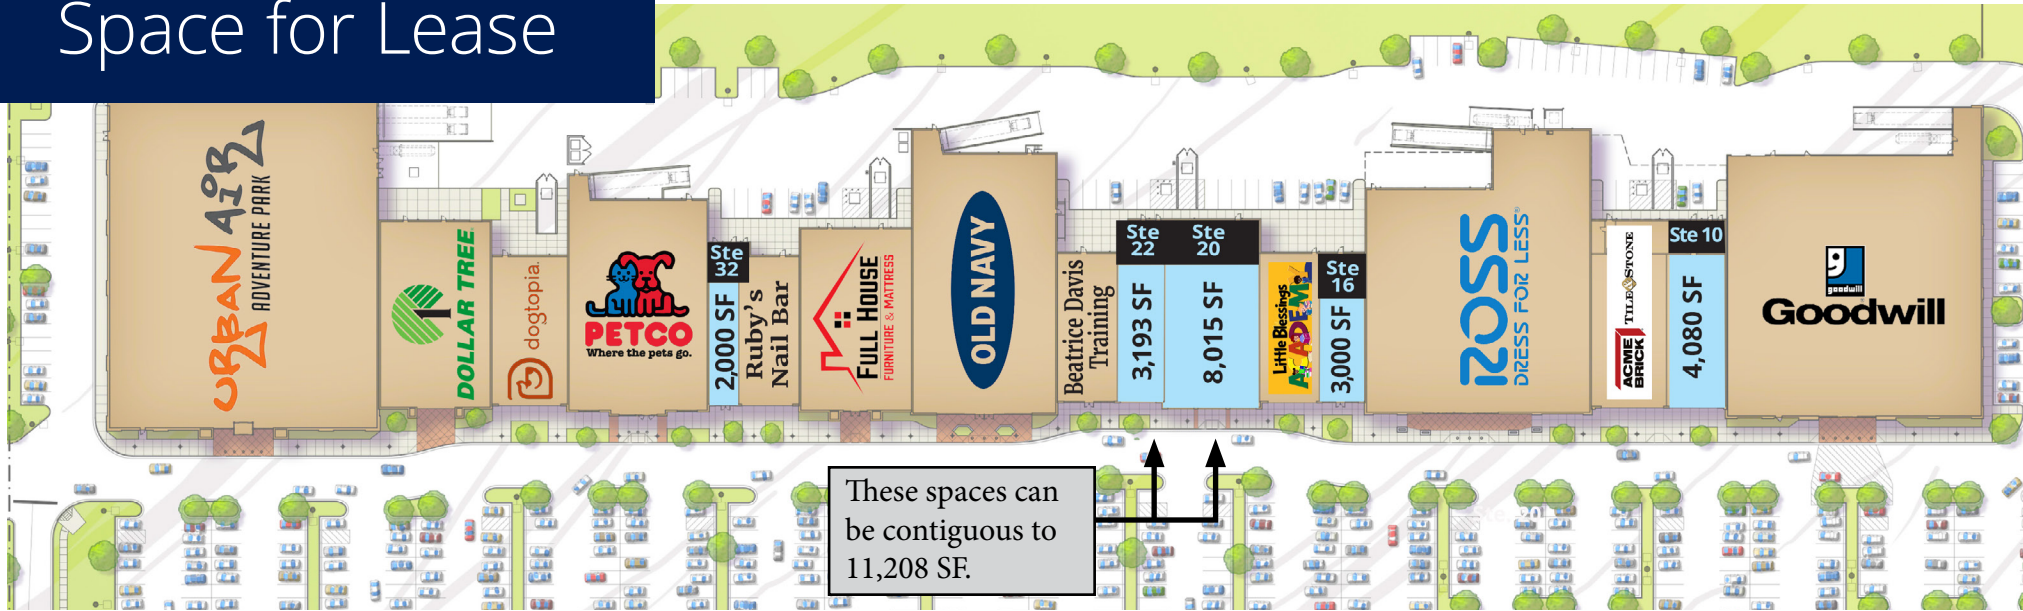 Space for Lease
URBAN AIR
ADVENTURE PARK
1
DOLLAR TREE
dogtopia
PETCO
Where the pets go.
Ste
32
2,000 SF
Ruby's
Nail Bar
FULL HOUSE
FURNITURE & MATTRESS
OLD NAVY
Beatrice Davis
Training
Ste
22
3,193 SF
Ste
20
8,015 SF
Little Blessings
ACADEMY
Ste
16
3,000 SF
ROSS
DRESS FOR LESS
ACME
BRICK
TILE & STONE
Ste 10
4,080 SF
goodwill
Goodwill
These spaces can
be contiguous to
11,208 SF.